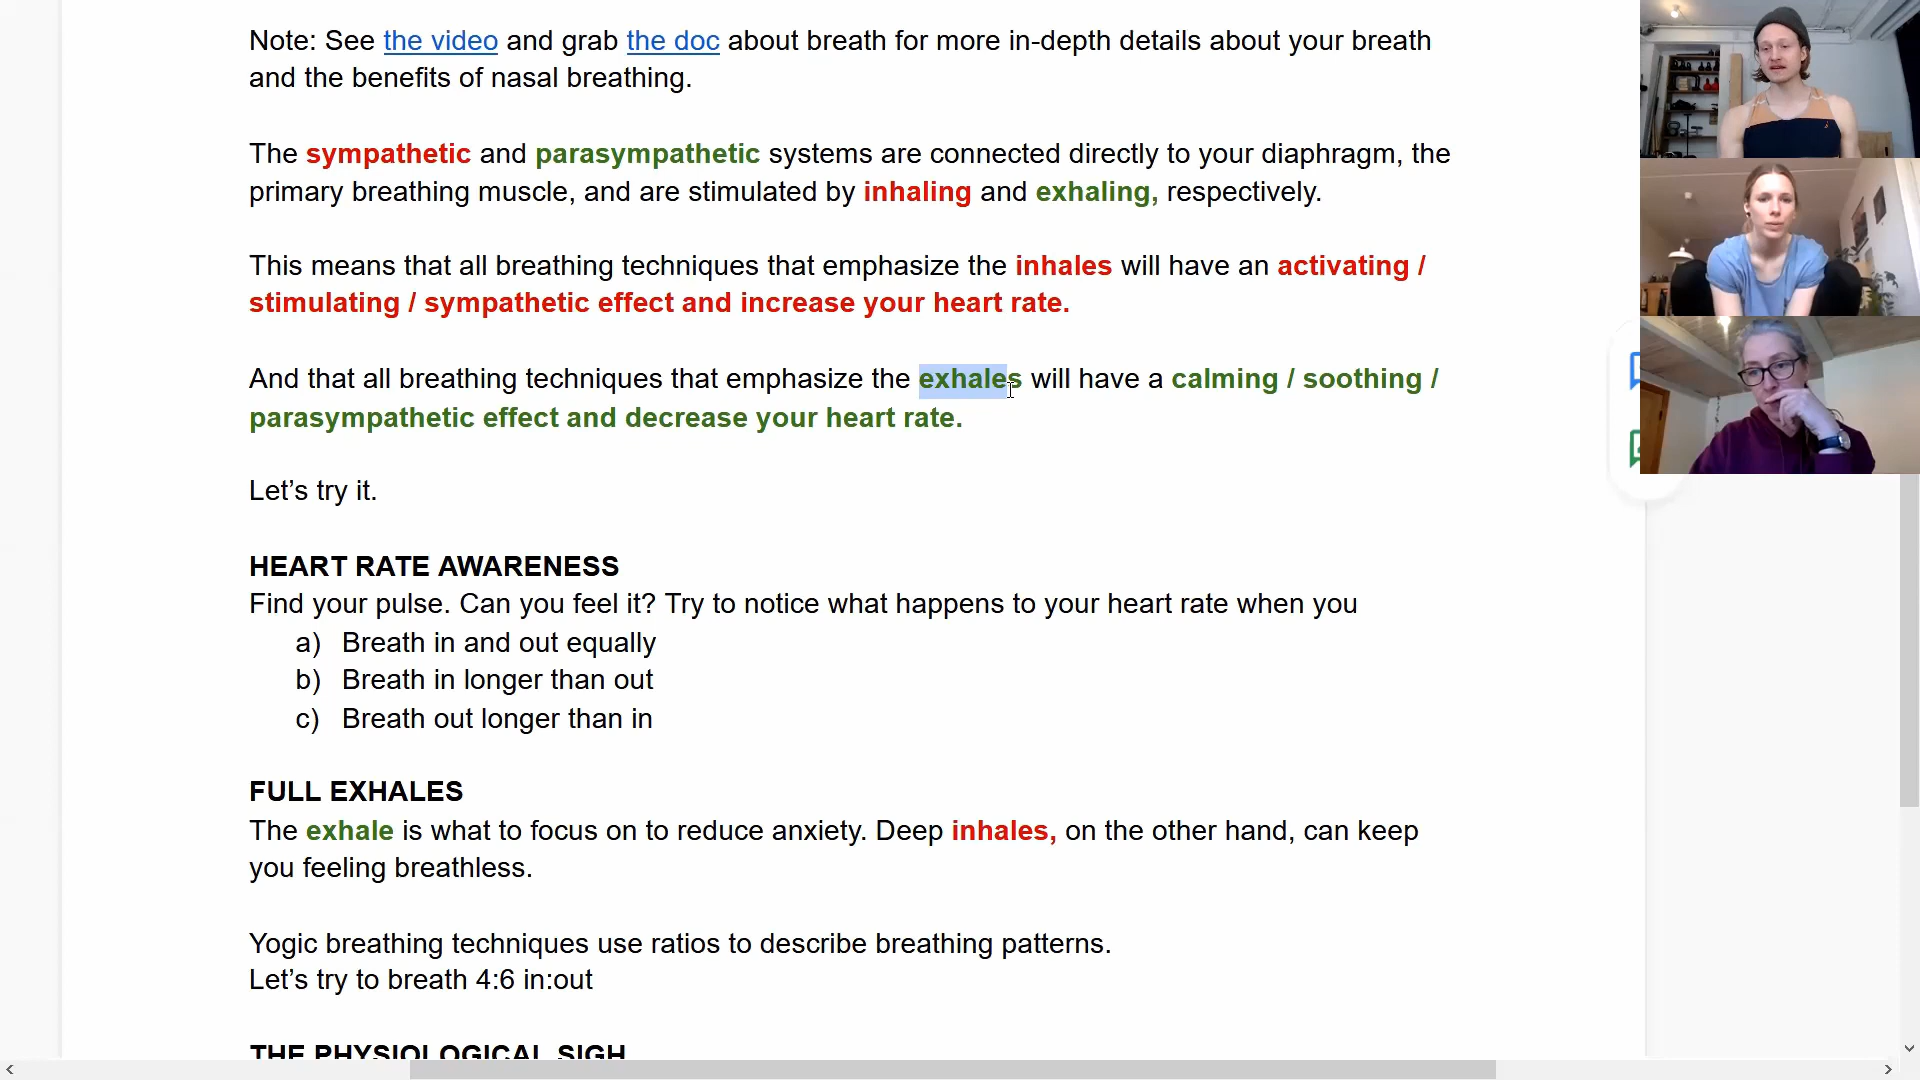 Note: See the video and grab the doc about breath for more in-depth details about your breath
and the benefits of nasal breathing.
The sympathetic and parasympathetic systems are connected directly to your diaphragm, the
primary breathing muscle, and are stimulated by inhaling and exhaling, respectively.
This means that all breathing techniques that emphasize the inhales will have an activating /
stimulating / sympathetic effect and increase your heart rate.
And that all breathing techniques that emphasize the exhales will have a calming / soothing /
parasympathetic effect and decrease your heart rate.
Let’s try it.
HEART RATE AWARENESS
Find your pulse. Can you feel it? Try to notice what happens to your heart rate when you
a) Breath in and out equally
b) Breath in longer than out
c) Breath out longer than in
FULL EXHALES
The exhale is what to focus on to reduce anxiety. Deep inhales, on the other hand, can keep
you feeling breathless.
Yogic breathing techniques use ratios to describe breathing patterns.
Let’s try to breath 4:6 in:out
THE PHYSIOLOGICAL SIGH